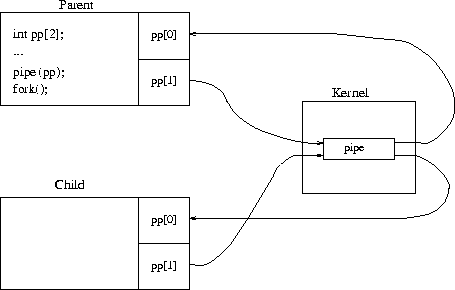 Parent
int pp[2];
...
pipe(pp);
fork();
pp[0]
pp[1]
Kernel
pipe
Child
pp[0]
pp[1]